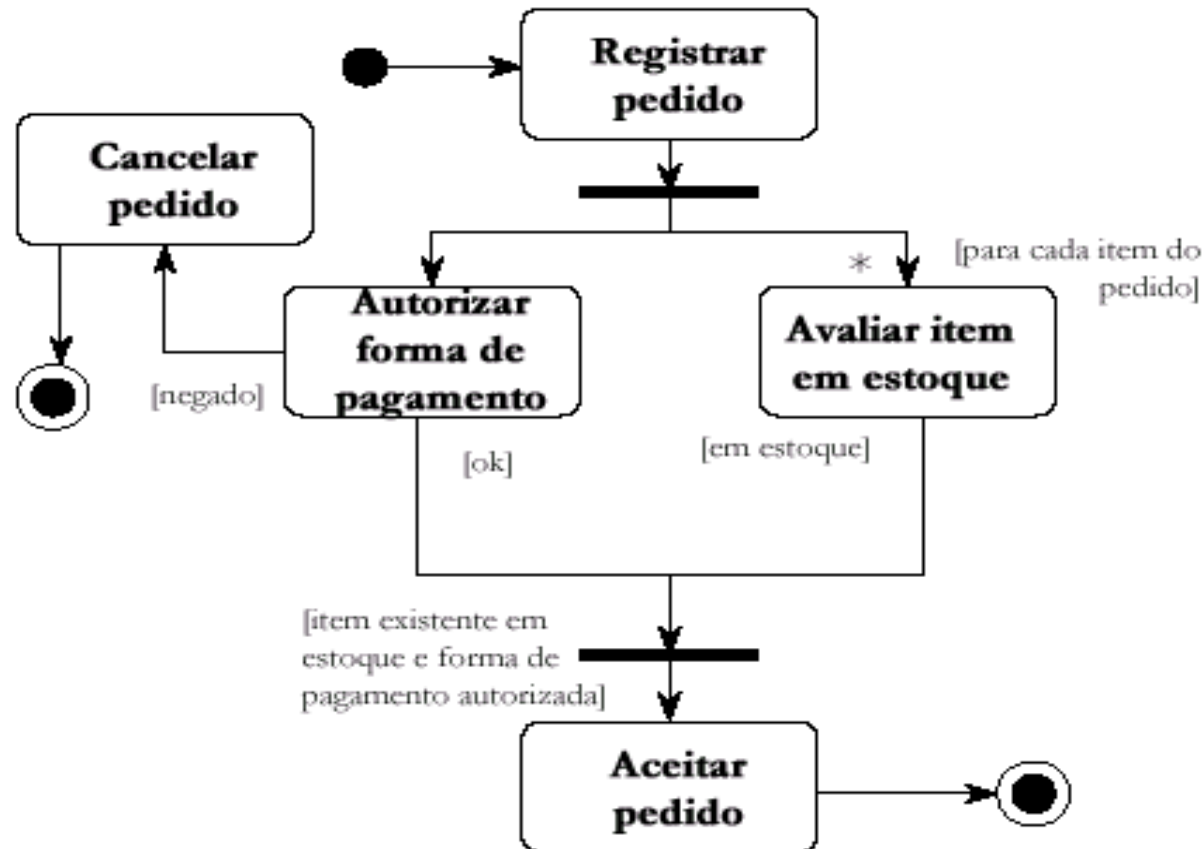 Registrar
pedido
Cancelar
pedido
*
[para cada item do
pedido]
Autorizar
forma de
pagamento
Avaliar item
em estoque
[negado]
[ok]
[em estoque]
[item existente em
estoque e forma de
pagamento autorizada]
Aceitar
pedido